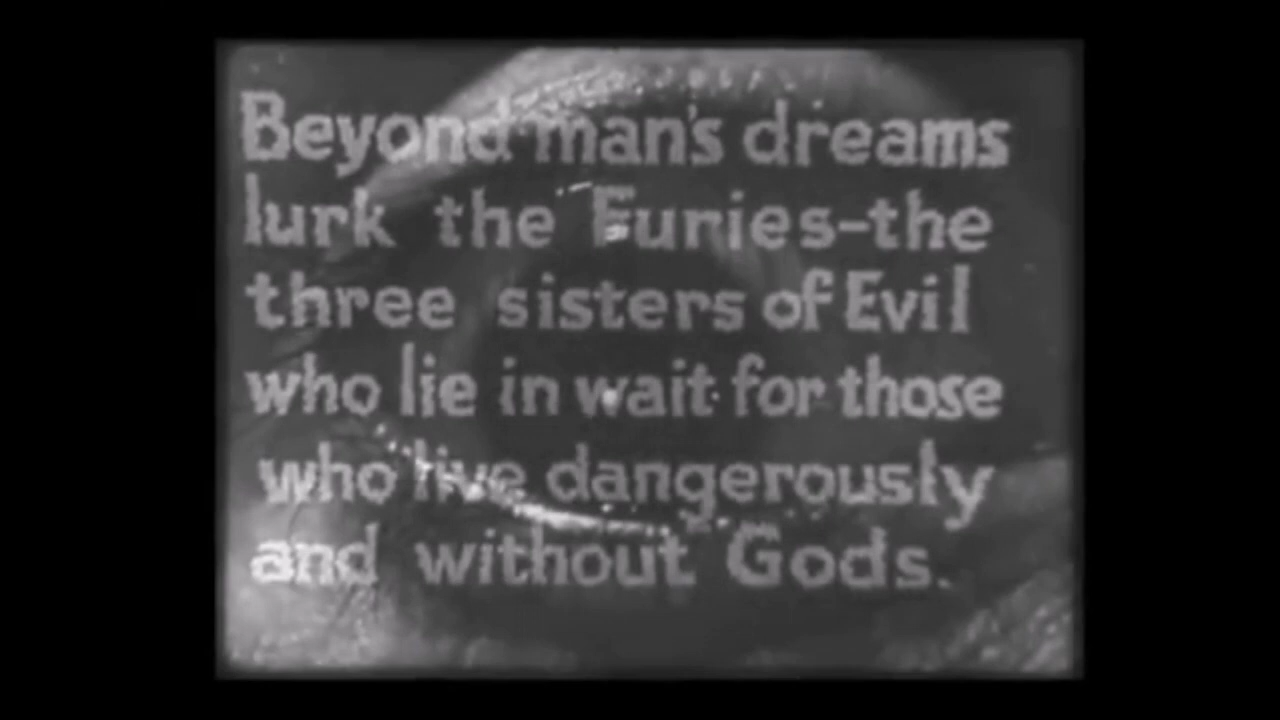 Beyond man's dreams
lurk the Furies-the
three sisters of Evil
who lie in wait for those
who live dangerously
and without Gods.